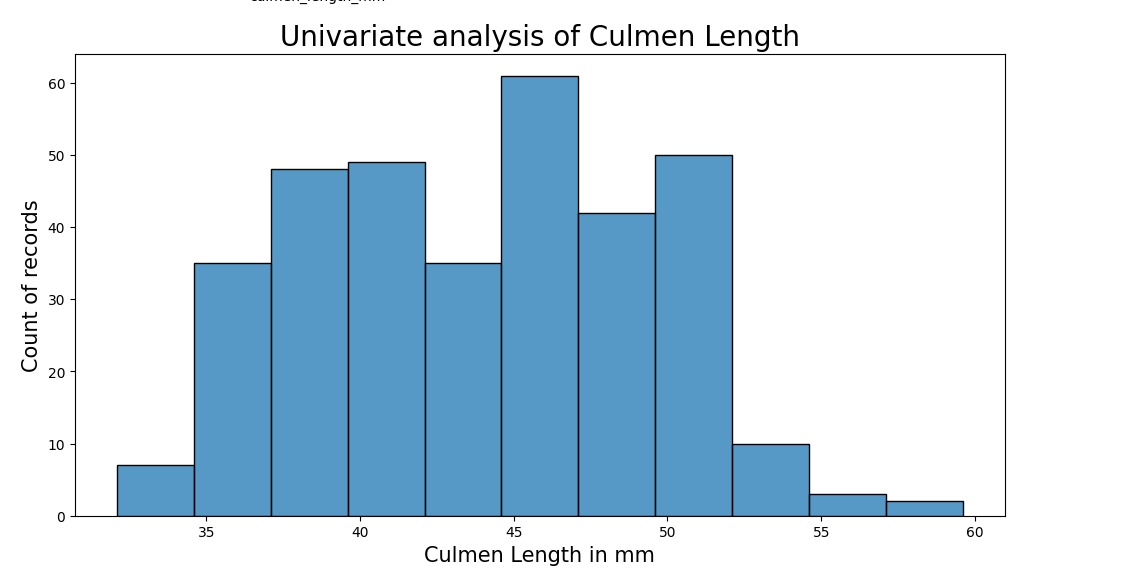 culmen_length_mm
Univariate analysis of Culmen Length
60
50
40
30
20
10
0
Count of records
35 40 45 50 55 60
Culmen Length in mm